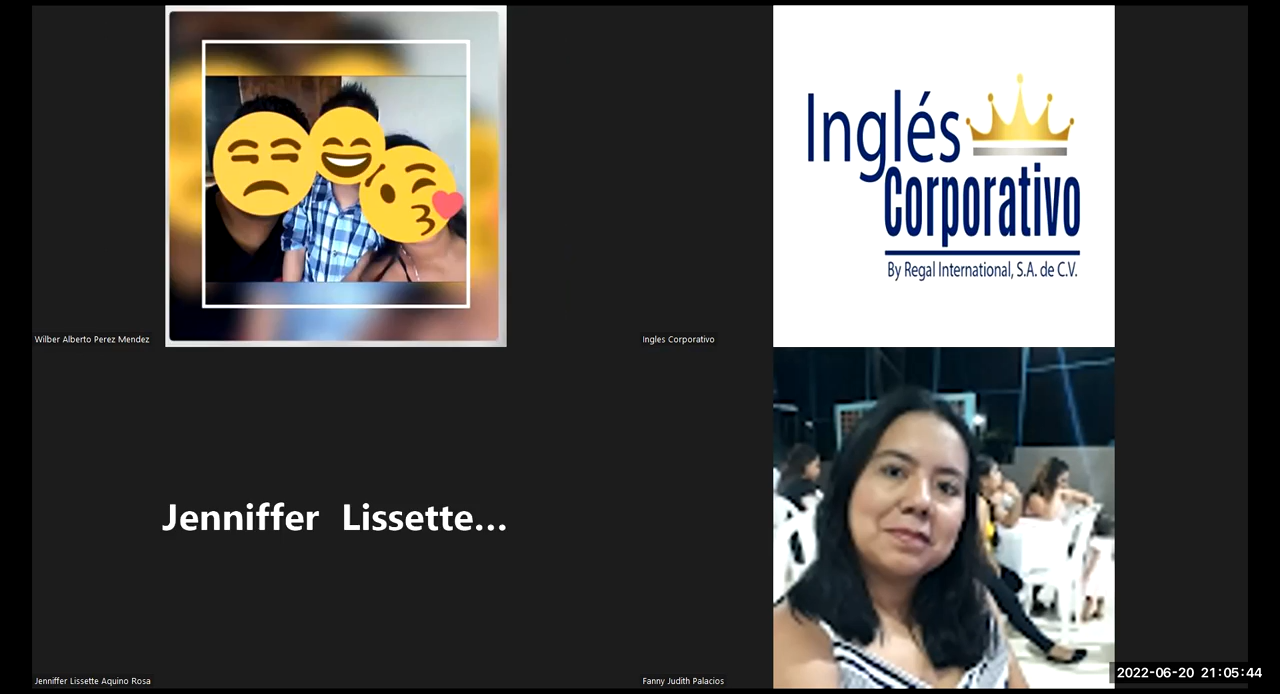 Inglés
Corporativo
By Regal International, S.A. de C.V.
Wilber Alberto Perez Mendez
Ingles Corporativo
Jenniffer Lissette...
Jenniffer Lissette Aquino Rosa
Fanny Judith Palacios
2022-06-20 21:05:44